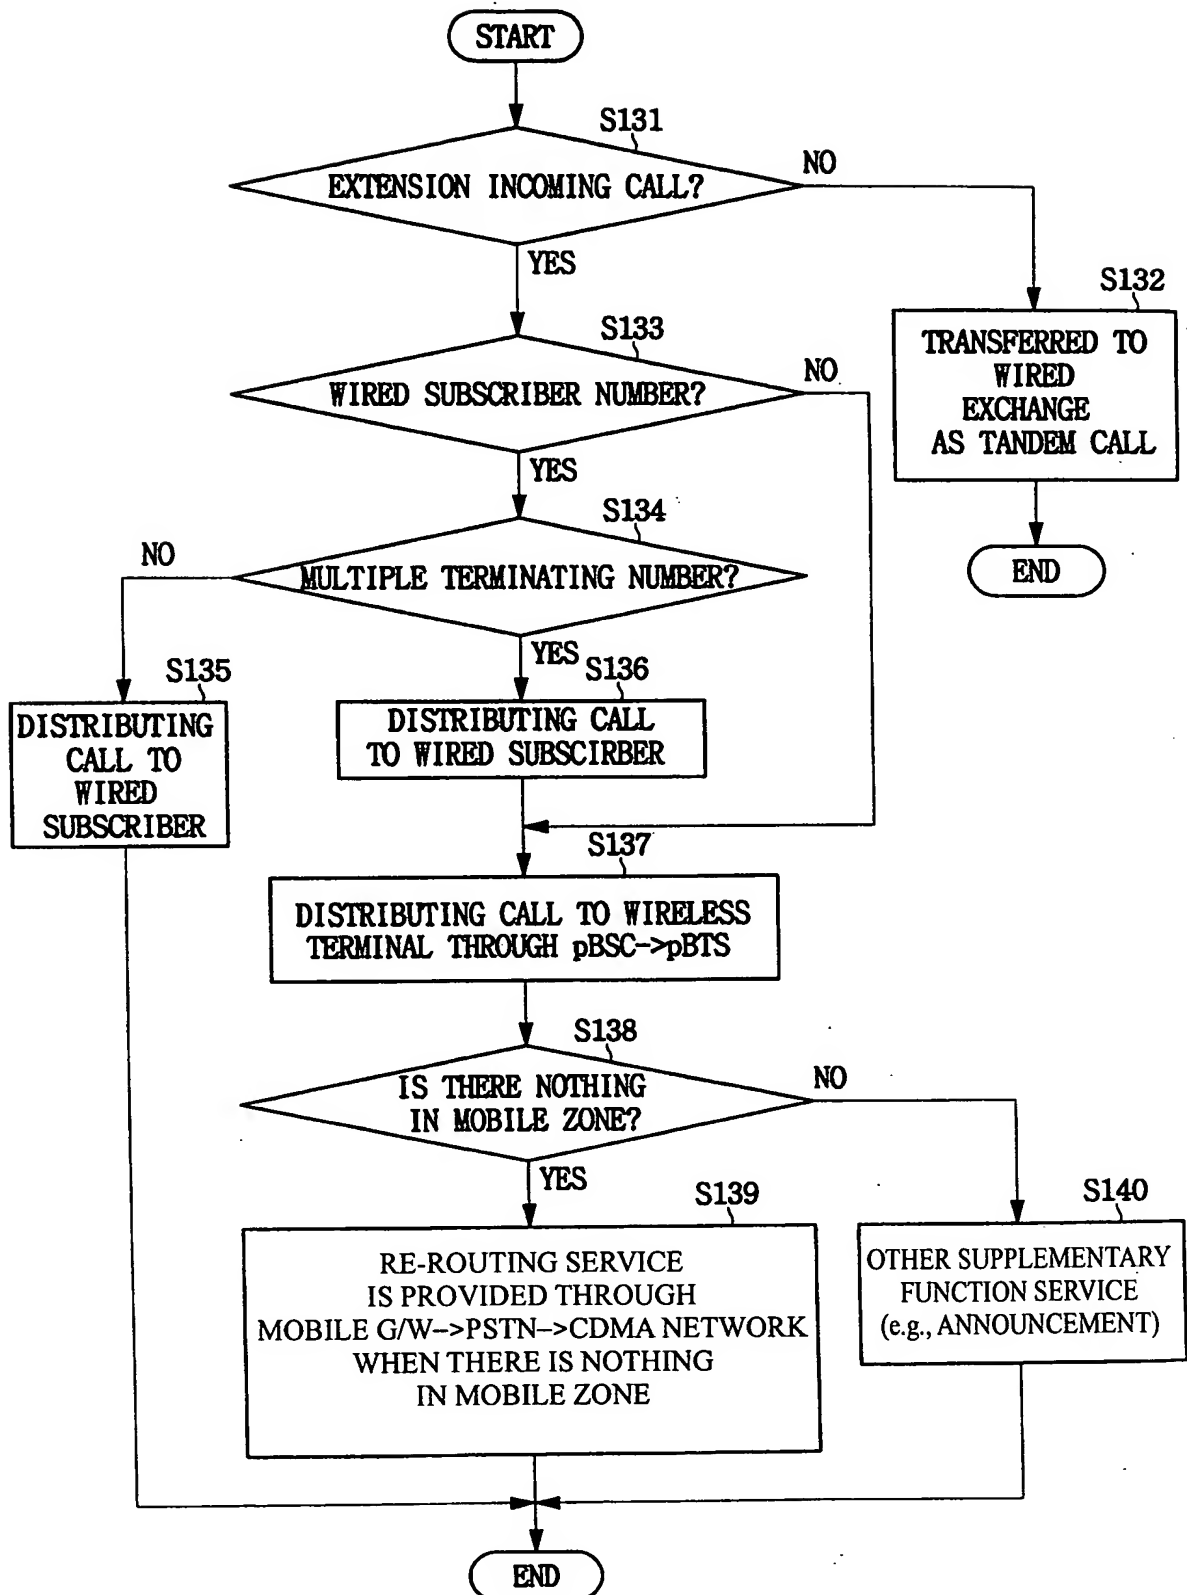 START
S131
EXTENSION INCOMING CALL?
NO
YES
S132
TRANSFERRED TO
WIRED
EXCHANGE
AS TANDEM CALL
END
S133
WIRED SUBSCRIBER NUMBER?
NO
YES
S134
MULTIPLE TERMINATING NUMBER?
NO
YES
S135
DISTRIBUTING
CALL TO
WIRED
SUBSCRIBER
S136
DISTRIBUTING CALL
TO WIRED SUBSCIRBER
S137
DISTRIBUTING CALL TO WIRELESS
TERMINAL THROUGH pBSC->pBTS
S138
IS THERE NOTHING
IN MOBILE ZONE?
NO
YES
S139
RE-ROUTING SERVICE
IS PROVIDED THROUGH
MOBILE G/W->PSTN->CDMA NETWORK
WHEN THERE IS NOTHING
IN MOBILE ZONE
S140
OTHER SUPPLEMENTARY
FUNCTION SERVICE
(e.g., ANNOUNCEMENT)
END